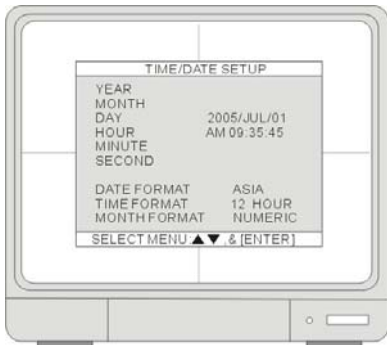 TIME/DATE SETUP
YEAR
MONTH
DAY 2005/JUL/01
HOUR AM 09:35:45
MINUTE
SECOND
DATE FORMAT ASIA
TIME FORMAT 12 HOUR
MONTH FORMAT NUMERIC
SELECT MENU:▲▼,& [ENTER]